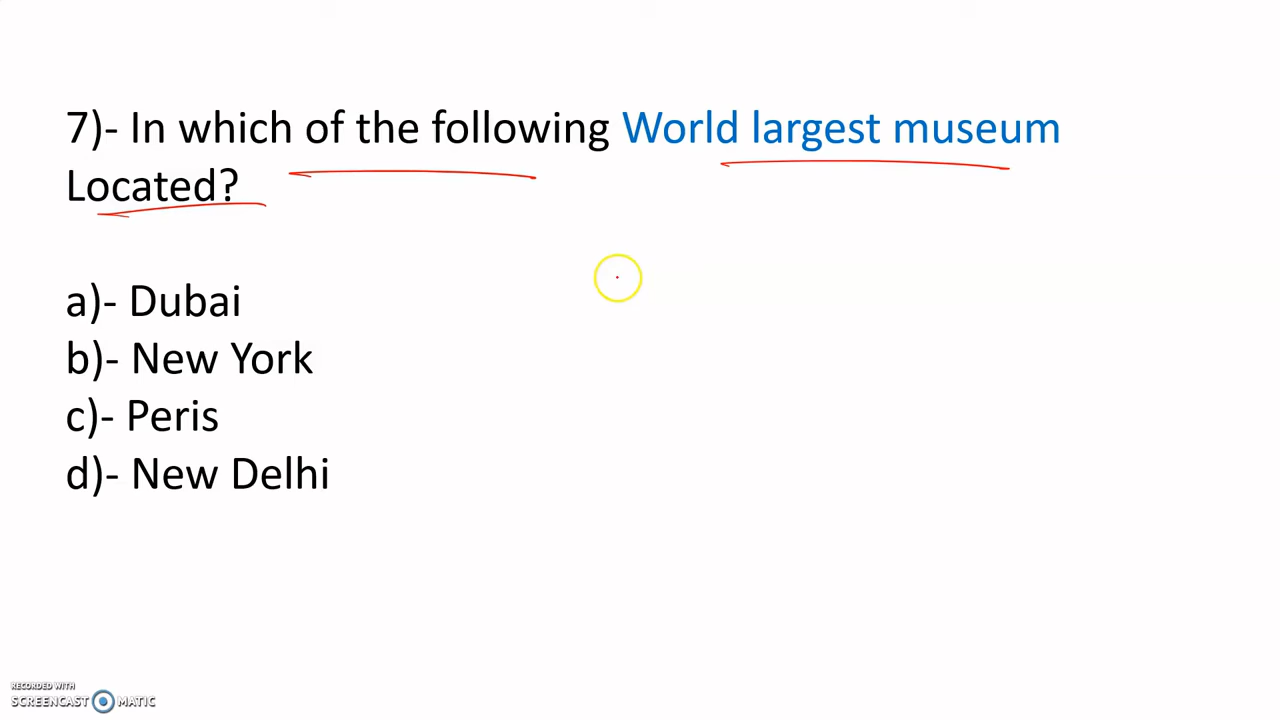 7)- In which of the following World largest museum
Located?
a)- Dubai
b)- New York
c)- Peris
d)- New Delhi
RECORDED WITH
SCREENCAST MATIC